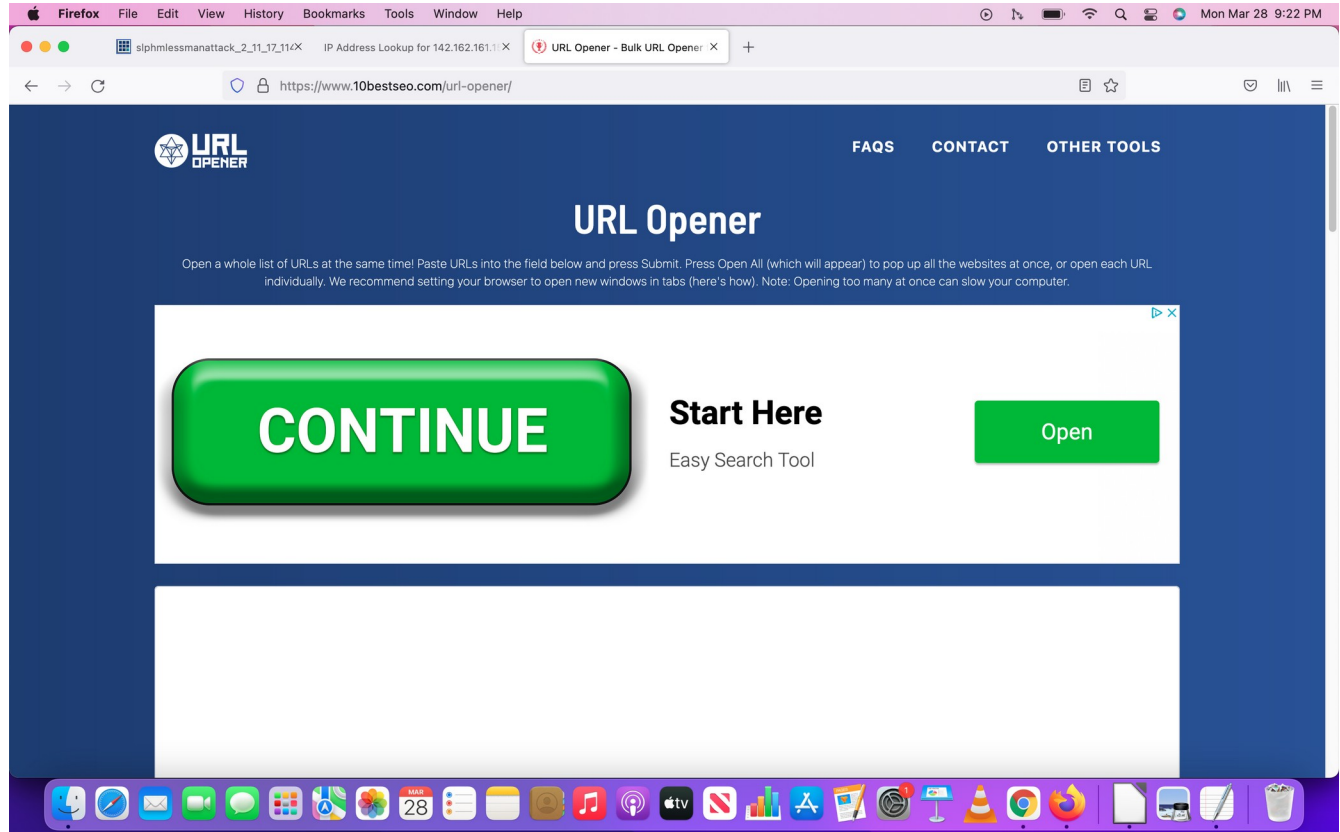 Firefox File Edit View History Bookmarks Tools Window Help Mon Mar 28 9:22 PM
slphmlessmanattack_2_11_17_114 IP Address Lookup for 142.162.161.1 URL Opener - Bulk URL Opener
https://www.10bestseo.com/url-opener/
URL
OPENER
FAQS CONTACT OTHER TOOLS
URL Opener
Open a whole list of URLs at the same time! Paste URLs into the field below and press Submit. Press Open All (which will appear) to pop up all the websites at once, or open each URL
individually. We recommend setting your browser to open new windows in tabs (here's how). Note: Opening too many at once can slow your computer.
CONTINUE
Start Here
Easy Search Tool
Open
MAR
28
tv
1